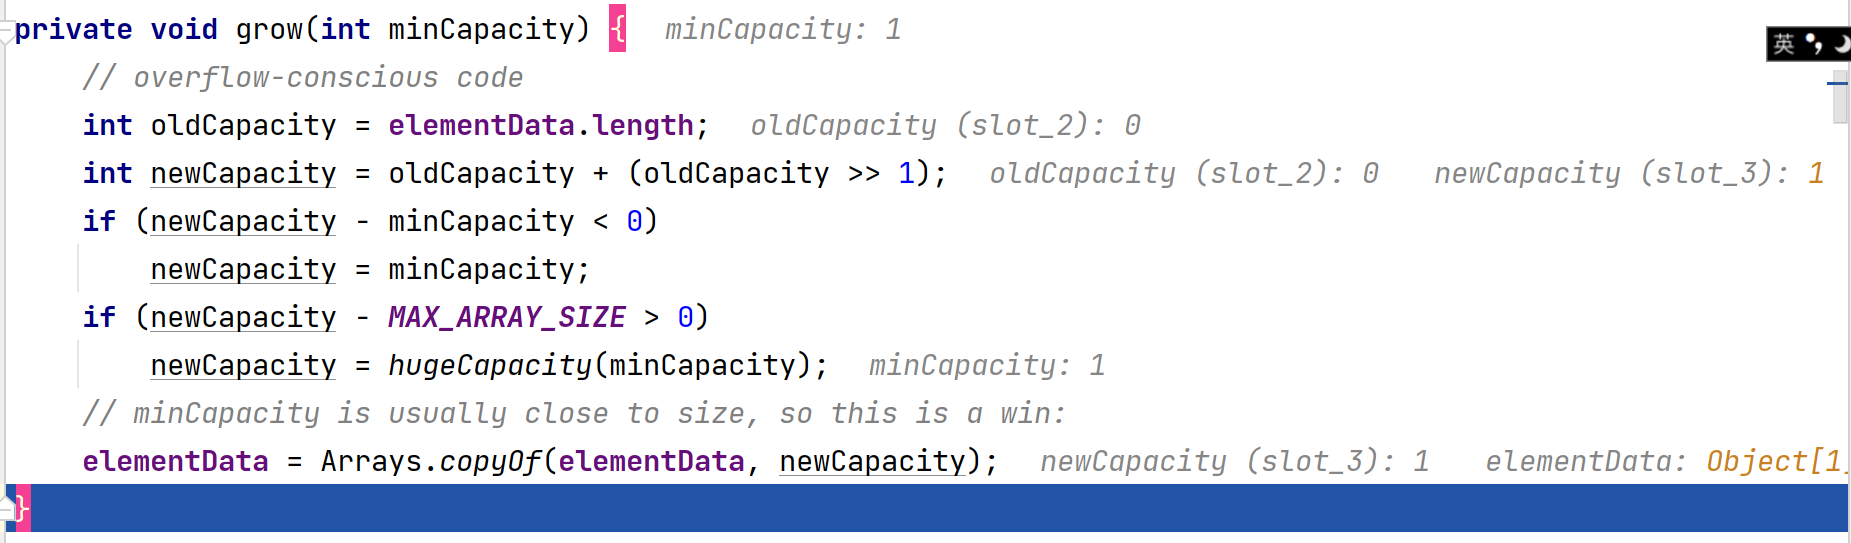 private void grow(int minCapacity) {   minCapacity: 1
英
// overflow-conscious code
int oldCapacity = elementData.length;   oldCapacity (slot_2): 0
int newCapacity = oldCapacity + (oldCapacity >> 1);   oldCapacity (slot_2): 0   newCapacity (slot_3): 1
if (newCapacity - minCapacity < 0)
newCapacity = minCapacity;
if (newCapacity - MAX_ARRAY_SIZE > 0)
newCapacity = hugeCapacity(minCapacity);   minCapacity: 1
// minCapacity is usually close to size, so this is a win:
elementData = Arrays.copyOf(elementData, newCapacity);   newCapacity (slot_3): 1   elementData: Object[1]
}